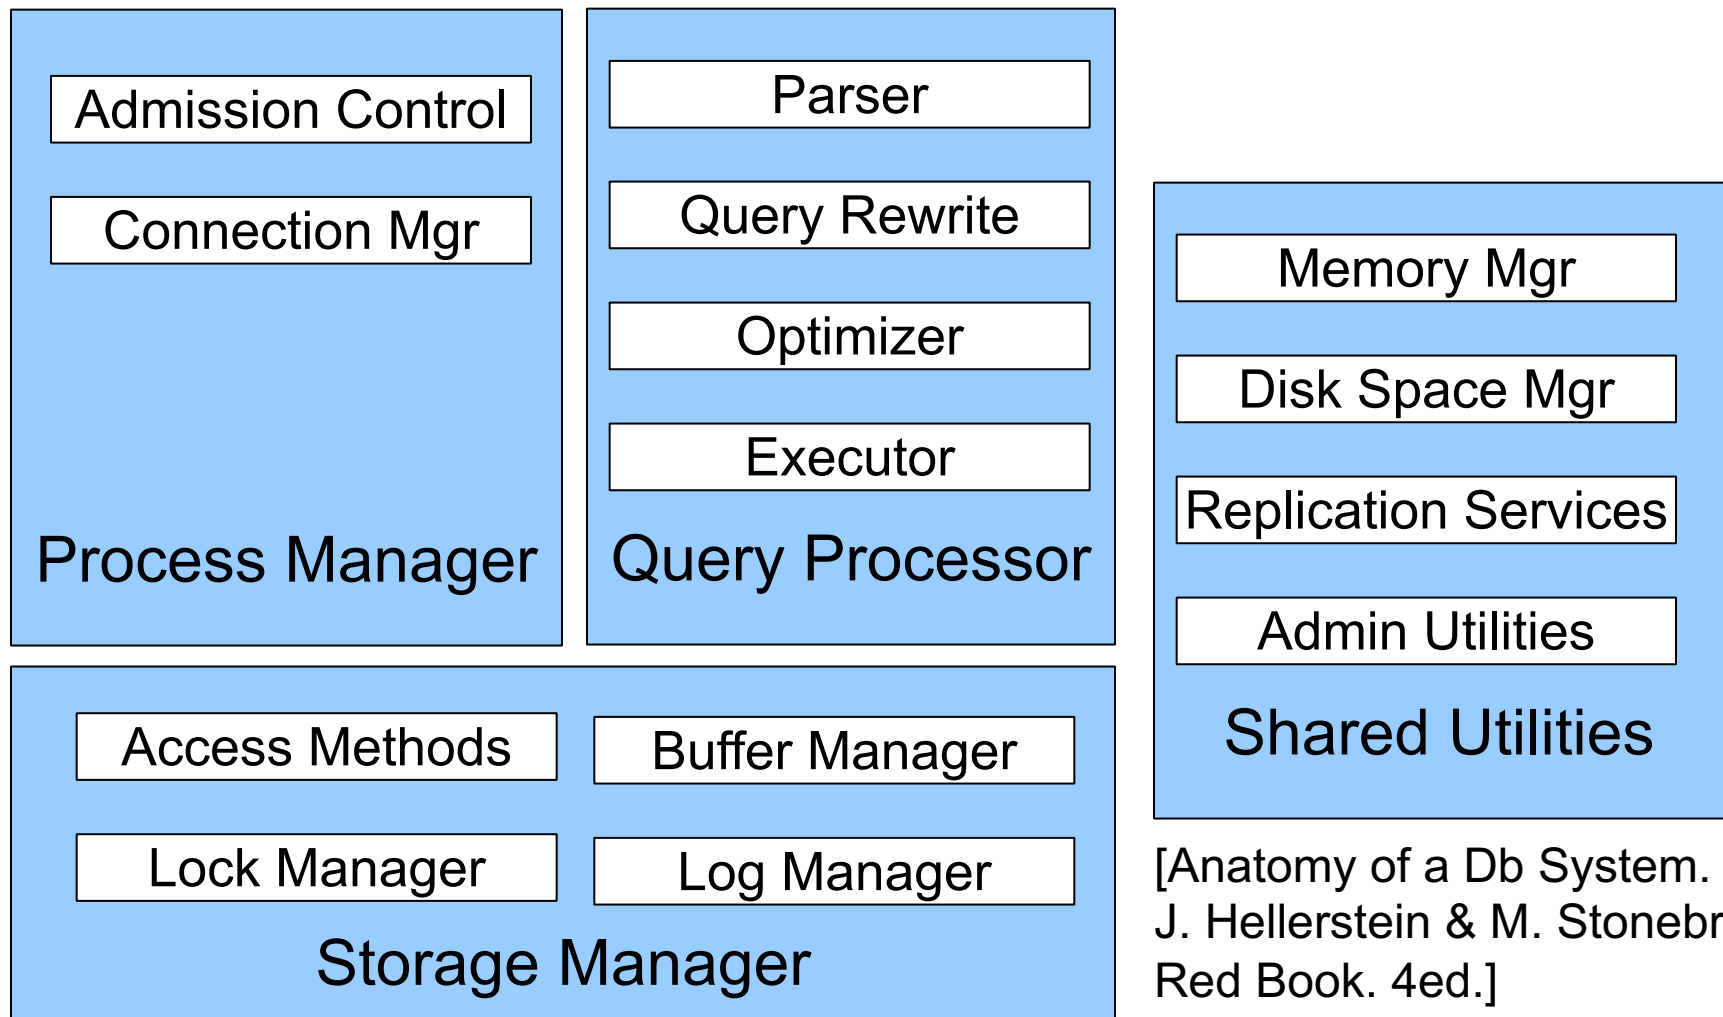 Admission Control
Connection Mgr
Process Manager
Parser
Query Rewrite
Optimizer
Executor
Query Processor
Memory Mgr
Disk Space Mgr
Replication Services
Admin Utilities
Shared Utilities
Access Methods
Buffer Manager
Lock Manager
Log Manager
Storage Manager
[Anatomy of a Db System.
J. Hellerstein & M. Stonebr
Red Book. 4ed.]